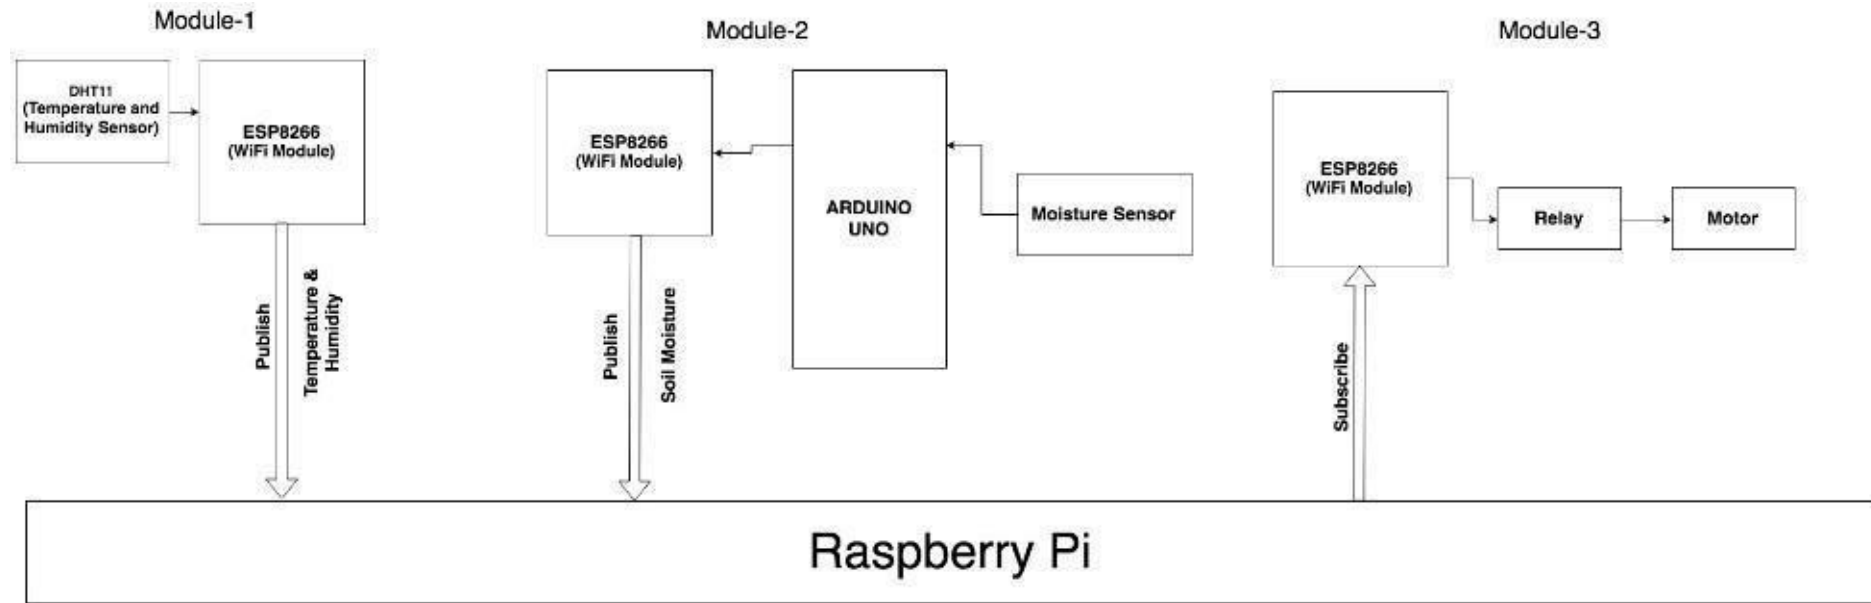 Module-1
DHT11
(Temperature and
Humidity Sensor)
ESP8266
(WiFi Module)
Publish
Temperature &
Humidity
Module-2
ESP8266
(WiFi Module)
ARDUINO
UNO
Moisture Sensor
Publish
Soil Moisture
Module-3
ESP8266
(WiFi Module)
Relay
Motor
Subscribe
Raspberry Pi